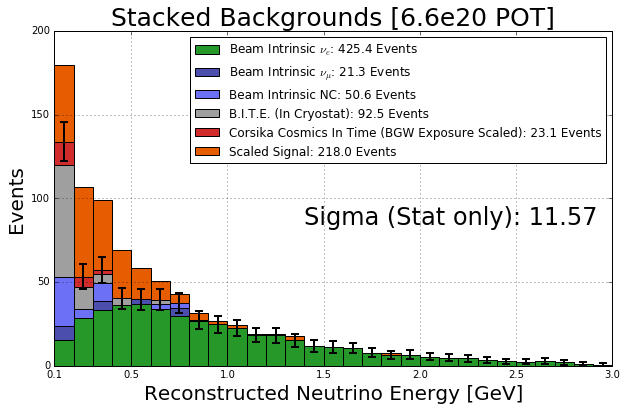 Stacked Backgrounds [6.6e20 POT]
200
150
100
50
0
Events
Beam Intrinsic νe: 425.4 Events
Beam Intrinsic νμ: 21.3 Events
Beam Intrinsic NC: 50.6 Events
B.I.T.E. (In Cryostat): 92.5 Events
Corsika Cosmics In Time (BGW Exposure Scaled): 23.1 Events
Scaled Signal: 218.0 Events
Sigma (Stat only): 11.57
0.1 0.5 1.0 1.5 2.0 2.5 3.0
Reconstructed Neutrino Energy [GeV]